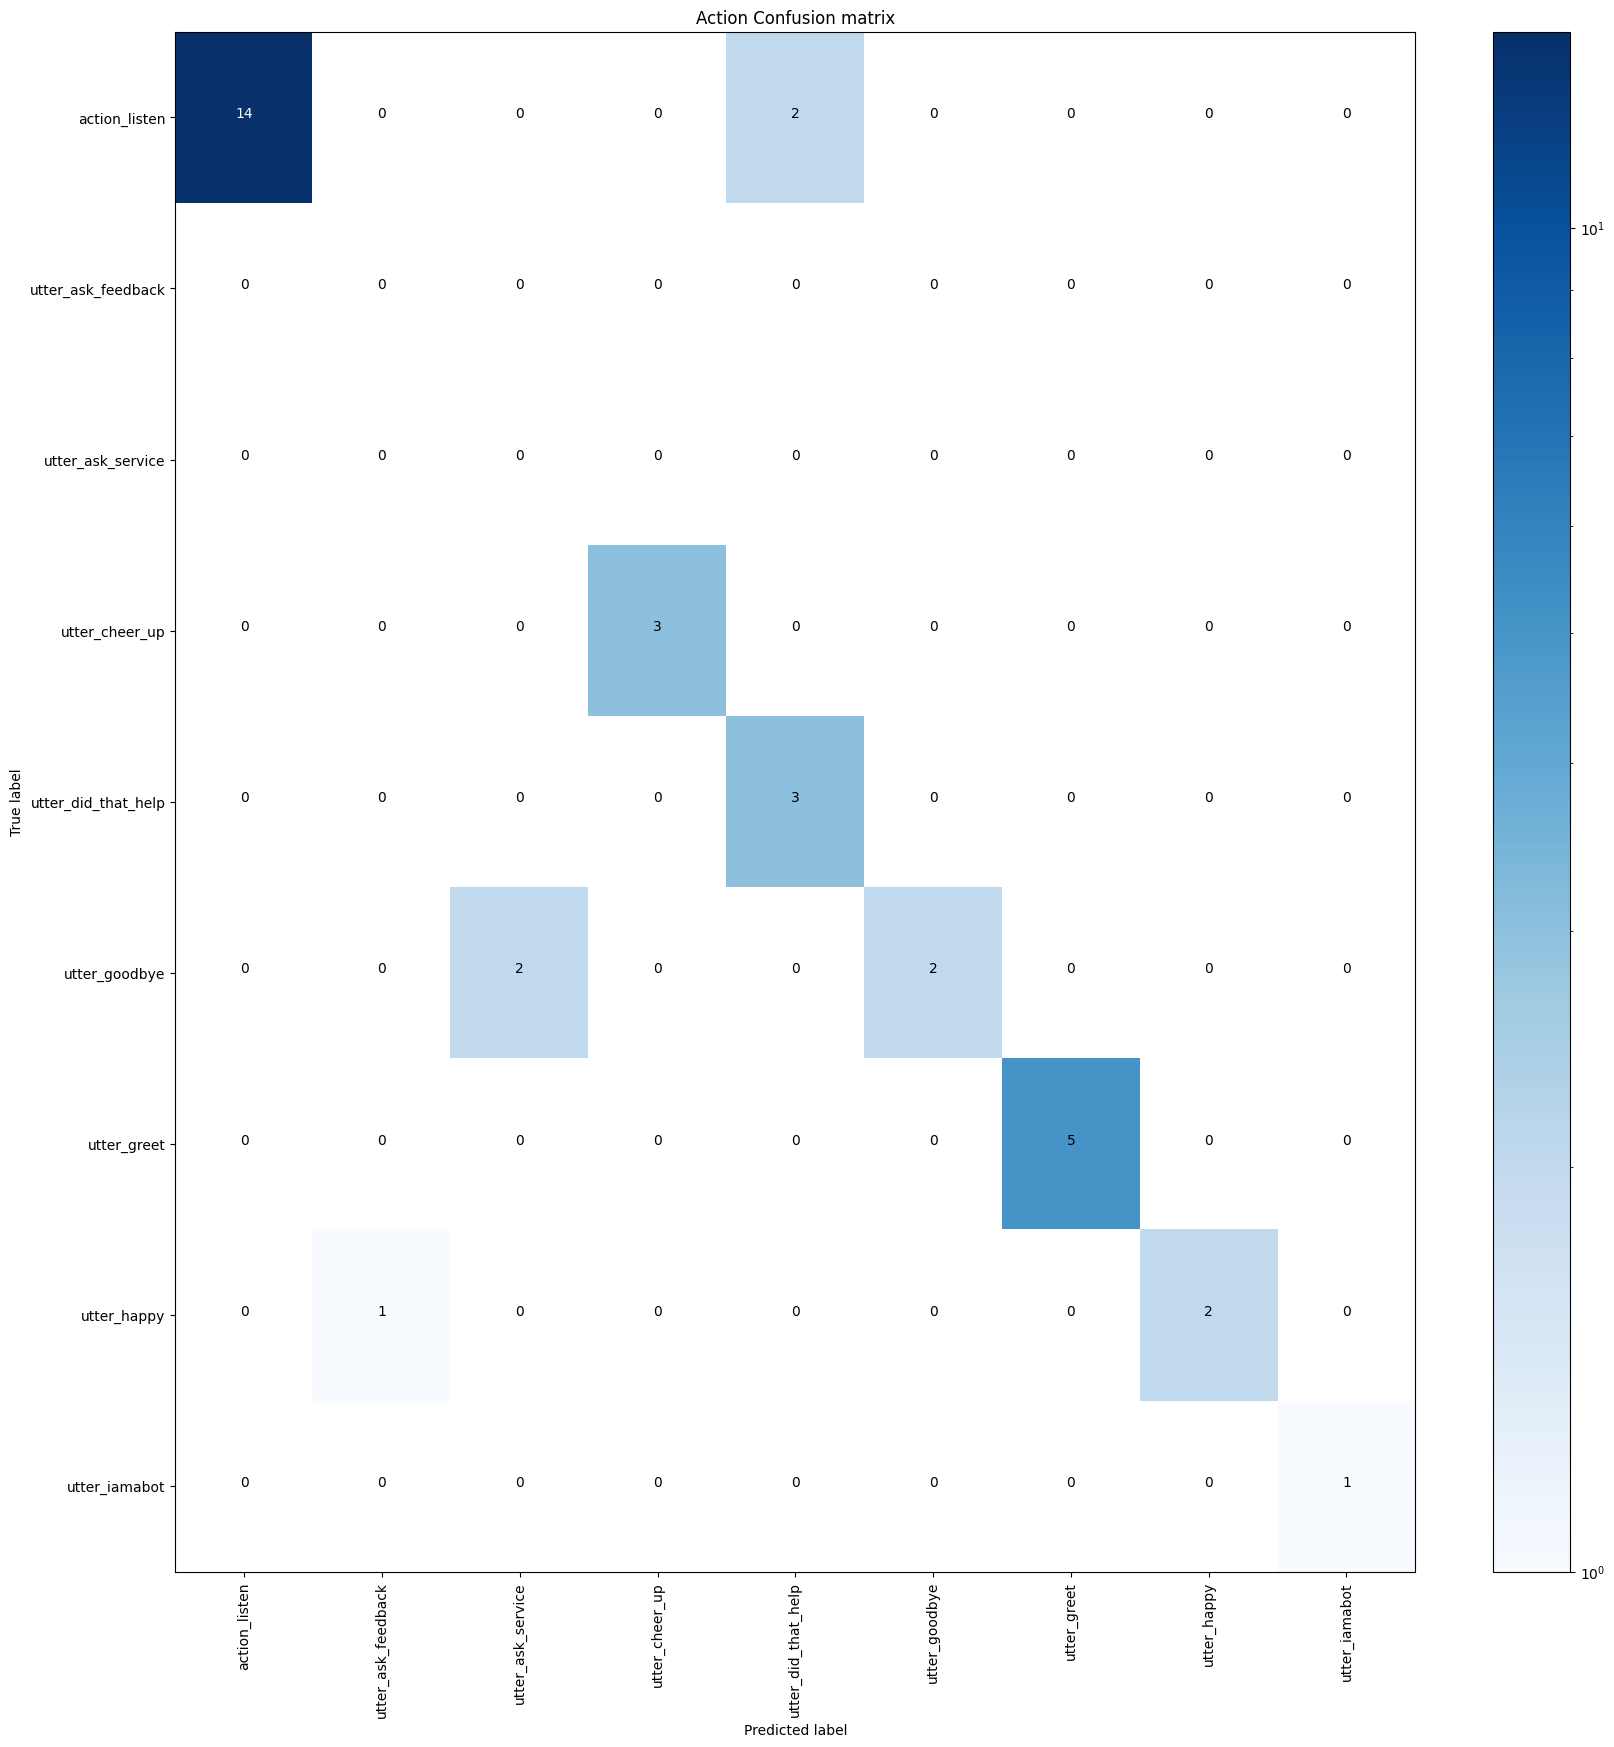 Action Confusion matrix
action_listen 14 0 0 0 2 0 0 0 0
utter_ask_feedback 0 0 0 0 0 0 0 0 0
utter_ask_service 0 0 0 0 0 0 0 0 0
utter_cheer_up 0 0 0 3 0 0 0 0 0
utter_did_that_help 0 0 0 0 3 0 0 0 0
utter_goodbye 0 0 2 0 0 2 0 0 0
utter_greet 0 0 0 0 0 0 5 0 0
utter_happy 0 1 0 0 0 0 0 2 0
utter_iamabot 0 0 0 0 0 0 0 0 1
True label
action_listen
utter_ask_feedback
utter_ask_service
utter_cheer_up
utter_did_that_help
utter_goodbye
utter_greet
utter_happy
utter_iamabot
Predicted label
10¹
10⁰